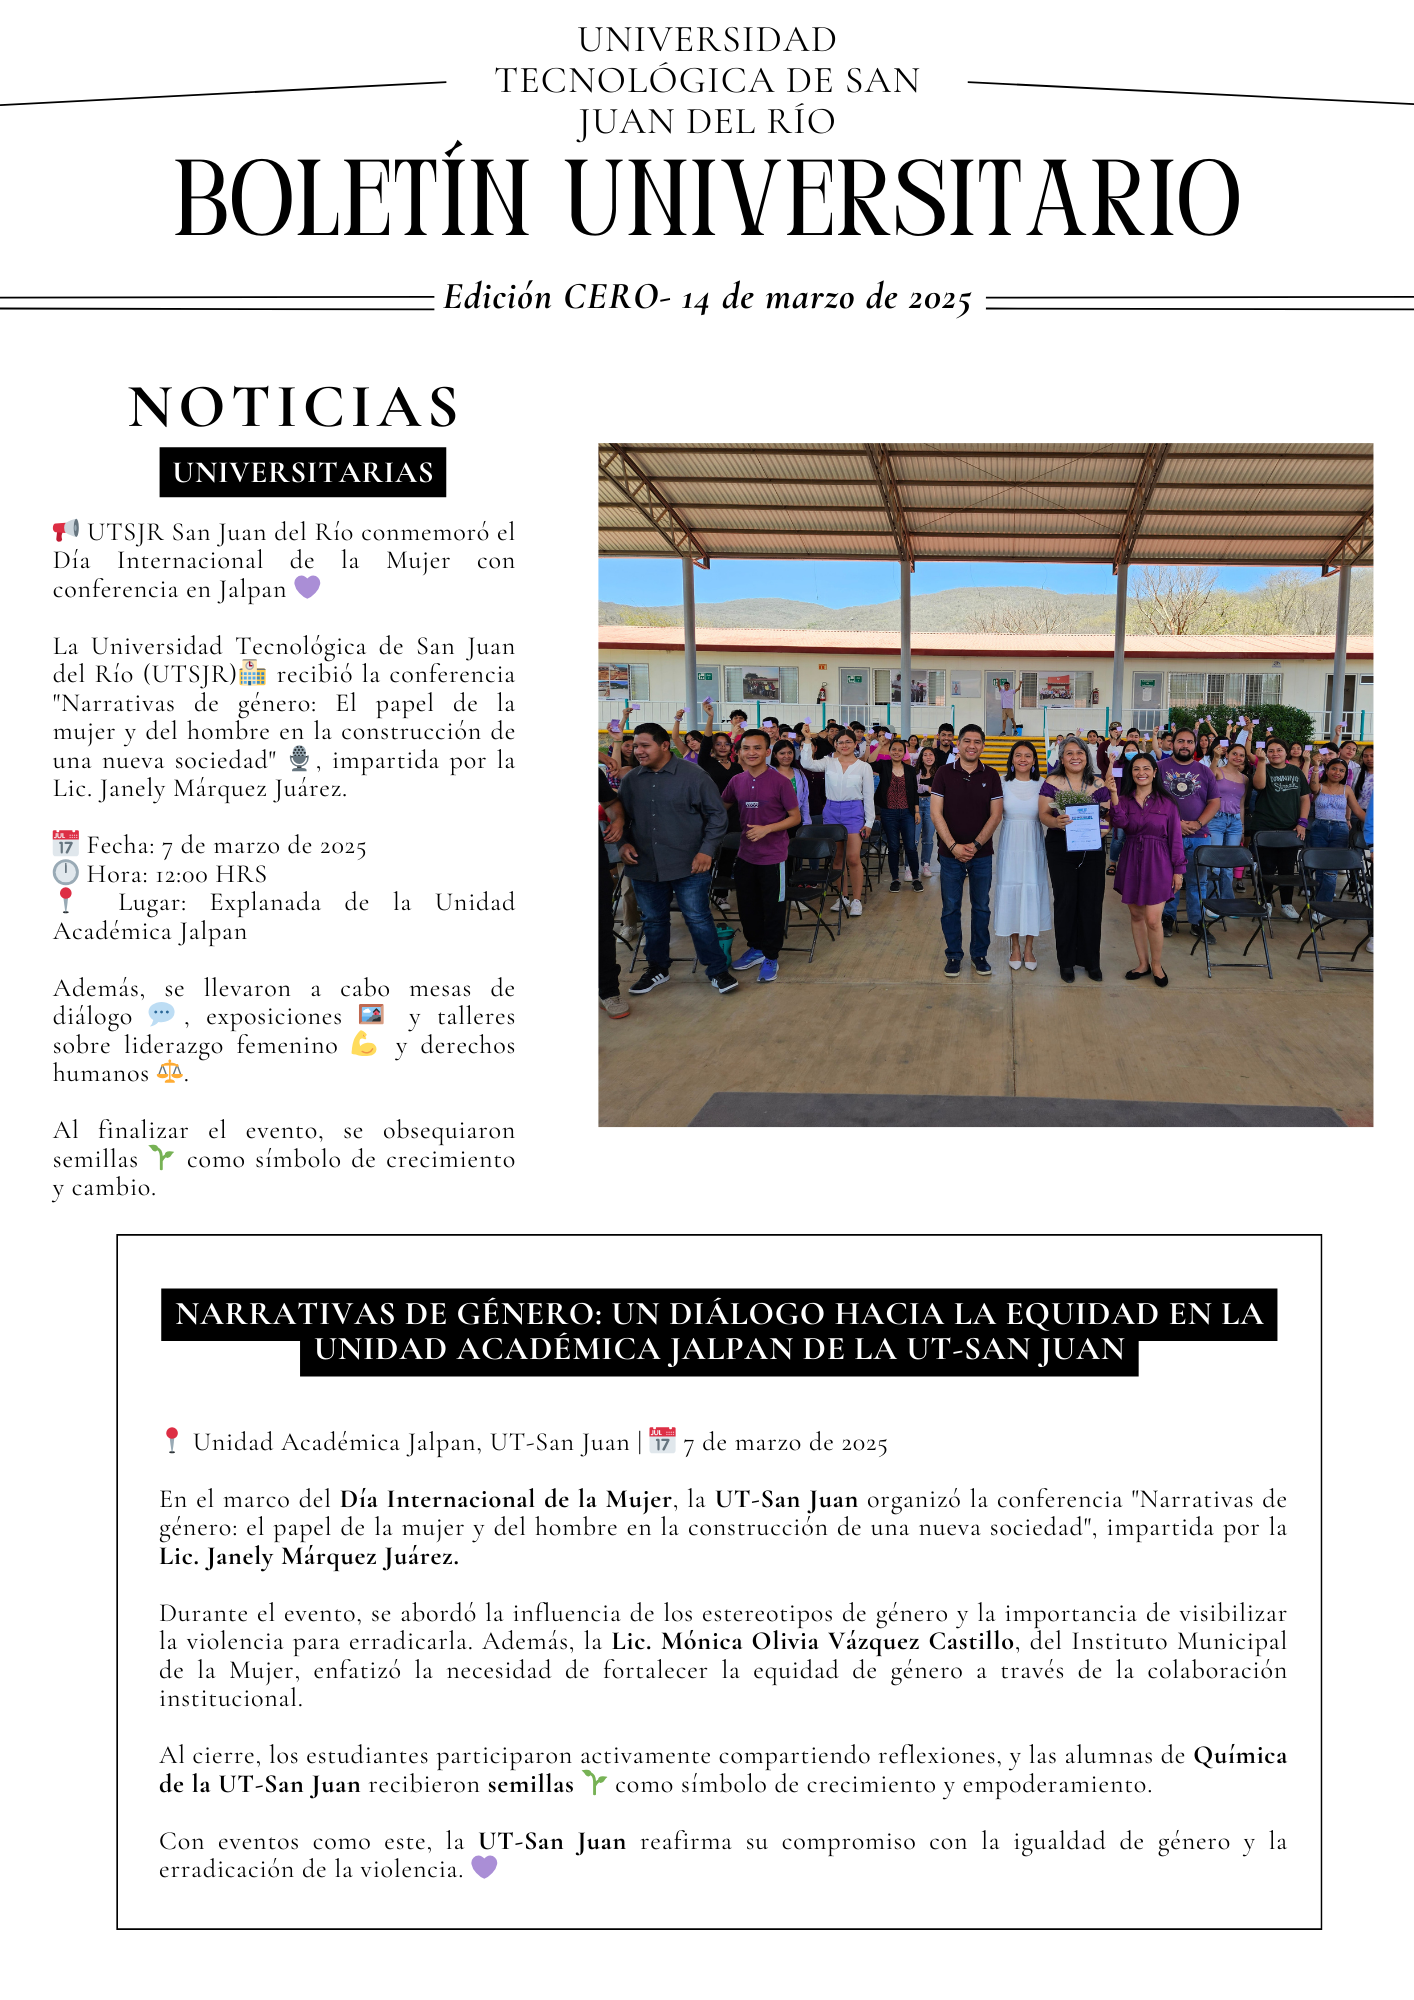 UNIVERSIDAD
TECNOLÓGICA DE SAN
JUAN DEL RÍO
BOLETÍN UNIVERSITARIO
Edición CERO- 14 de marzo de 2025
NOTICIAS
UNIVERSITARIAS
📢 UTSJR San Juan del Río conmemoró el
Día Internacional de la Mujer con
conferencia en Jalpan 💜
La Universidad Tecnológica de San Juan
del Río (UTSJR)🏫 recibió la conferencia
"Narrativas de género: El papel de la
mujer y del hombre en la construcción de
una nueva sociedad" 🎙, impartida por la
Lic. Janely Márquez Juárez.
📅 Fecha: 7 de marzo de 2025
⏱ Hora: 12:00 HRS
📍 Lugar: Explanada de la Unidad
Académica Jalpan
Además, se llevaron a cabo mesas de
diálogo 💬, exposiciones 🖼 y talleres
sobre liderazgo femenino 💪 y derechos
humanos ⚖.
Al finalizar el evento, se obsequiaron
semillas 🌱 como símbolo de crecimiento
y cambio.
NARRATIVAS DE GÉNERO: UN DIÁLOGO HACIA LA EQUIDAD EN LA
UNIDAD ACADÉMICA JALPAN DE LA UT-SAN JUAN
📍 Unidad Académica Jalpan, UT-San Juan | 📅 7 de marzo de 2025
En el marco del Día Internacional de la Mujer, la UT-San Juan organizó la conferencia "Narrativas de
género: el papel de la mujer y del hombre en la construcción de una nueva sociedad", impartida por la
Lic. Janely Márquez Juárez.
Durante el evento, se abordó la influencia de los estereotipos de género y la importancia de visibilizar
la violencia para erradicarla. Además, la Lic. Mónica Olivia Vázquez Castillo, del Instituto Municipal
de la Mujer, enfatizó la necesidad de fortalecer la equidad de género a través de la colaboración
institucional.
Al cierre, los estudiantes participaron activamente compartiendo reflexiones, y las alumnas de Química
de la UT-San Juan recibieron semillas 🌱 como símbolo de crecimiento y empoderamiento.
Con eventos como este, la UT-San Juan reafirma su compromiso con la igualdad de género y la
erradicación de la violencia. 💜